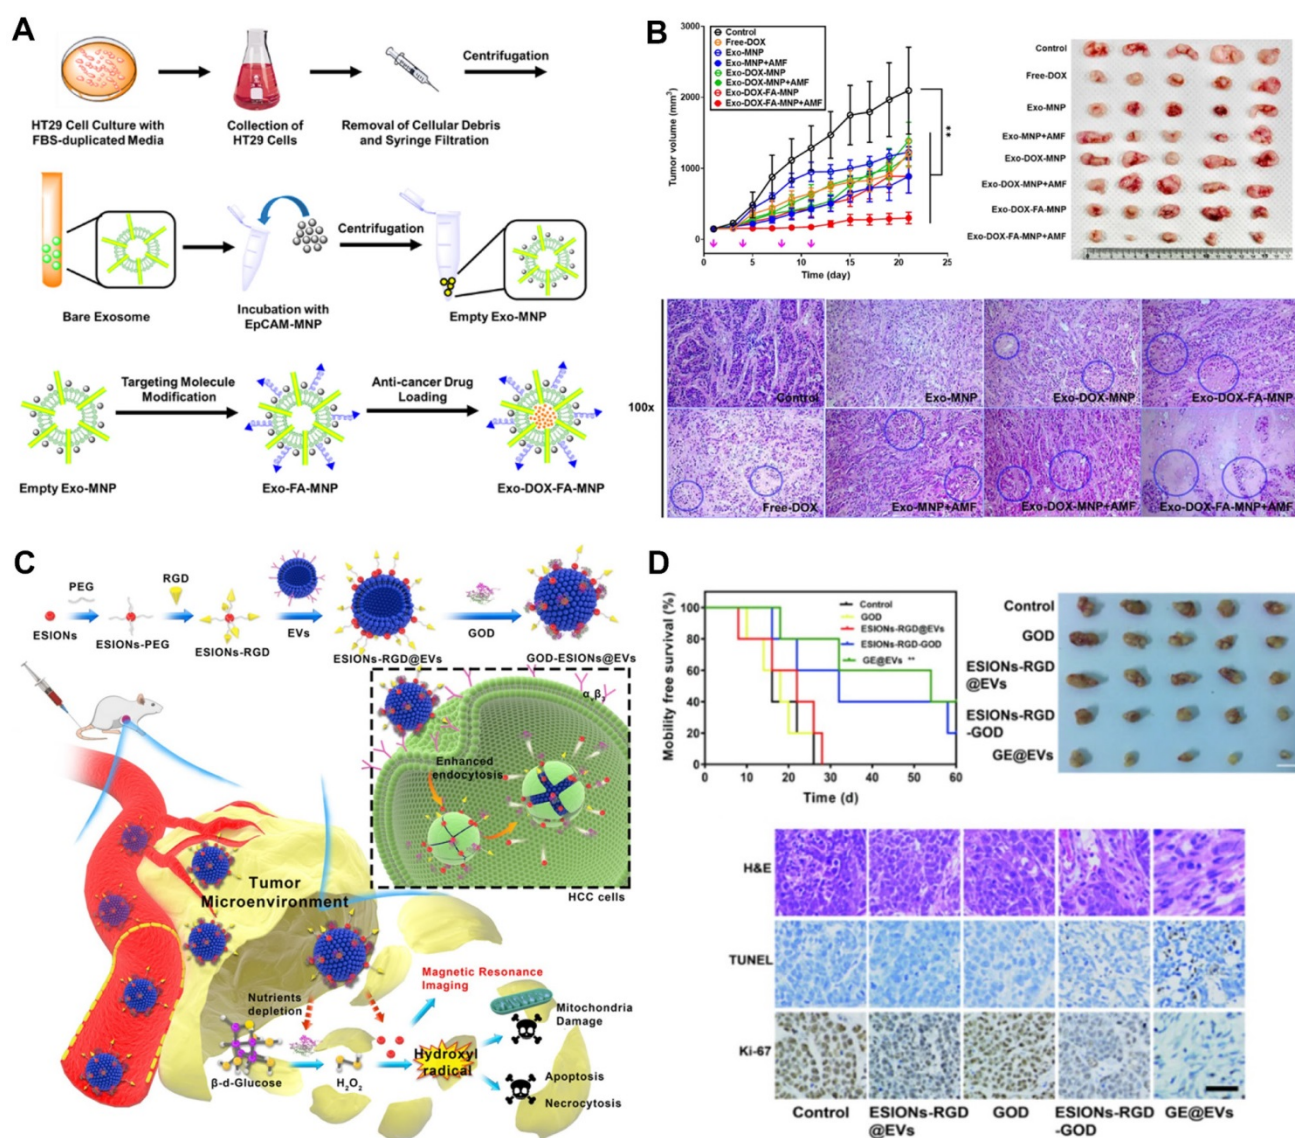 A
HT29 Cell Culture with
FBS-duplicated Media
Collection of
HT29 Cells
Removal of Cellular Debris
and Syringe Filtration
Centrifugation
Bare Exosome
Incubation with
EpCAM-MNP
Centrifugation
Empty Exo-MNP
Targeting Molecule
Modification
Anti-cancer Drug
Loading
Empty Exo-MNP
Exo-FA-MNP
Exo-DOX-FA-MNP
B
Control
Free-DOX
Exo-MNP
Exo-MNP+AMF
Exo-DOX-MNP
Exo-DOX-MNP+AMF
Exo-DOX-FA-MNP
Exo-DOX-FA-MNP+AMF
Tumor volume (mm³)
3000
2000
1000
0
0 5 10 15 20 25
Time (day)
**
Control
Free-DOX
Exo-MNP
Exo-MNP+AMF
Exo-DOX-MNP
Exo-DOX-MNP+AMF
Exo-DOX-FA-MNP
Exo-DOX-FA-MNP+AMF
100x
Control
Exo-MNP
Exo-DOX-MNP
Exo-DOX-FA-MNP
Free-DOX
Exo-MNP+AMF
Exo-DOX-MNP+AMF
Exo-DOX-FA-MNP+AMF
C
PEG
RGD
ESIONs
ESIONs-PEG
ESIONs-RGD
EVs
ESIONs-RGD@EVs
GOD
GOD-ESIONs@EVs
Enhanced
endocytosis
HCC cells
Tumor
Microenvironment
Nutrients
depletion
Magnetic Resonance
Imaging
β-d-Glucose
H₂O₂
Hydroxyl
radical
Mitochondria
Damage
Apoptosis
Necrocytosis
D
Mobility free survival (%)
100
80
60
40
20
0
0 20 40 60
Time (d)
Control
GOD
ESIONs-RGD@EVs
ESIONs-RGD-GOD
GE@EVs **
Control
GOD
ESIONs-RGD
@EVs
ESIONs-RGD
-GOD
GE@EVs
H&E
TUNEL
Ki-67
Control
ESIONs-RGD
@EVs
GOD
ESIONs-RGD
-GOD
GE@EVs